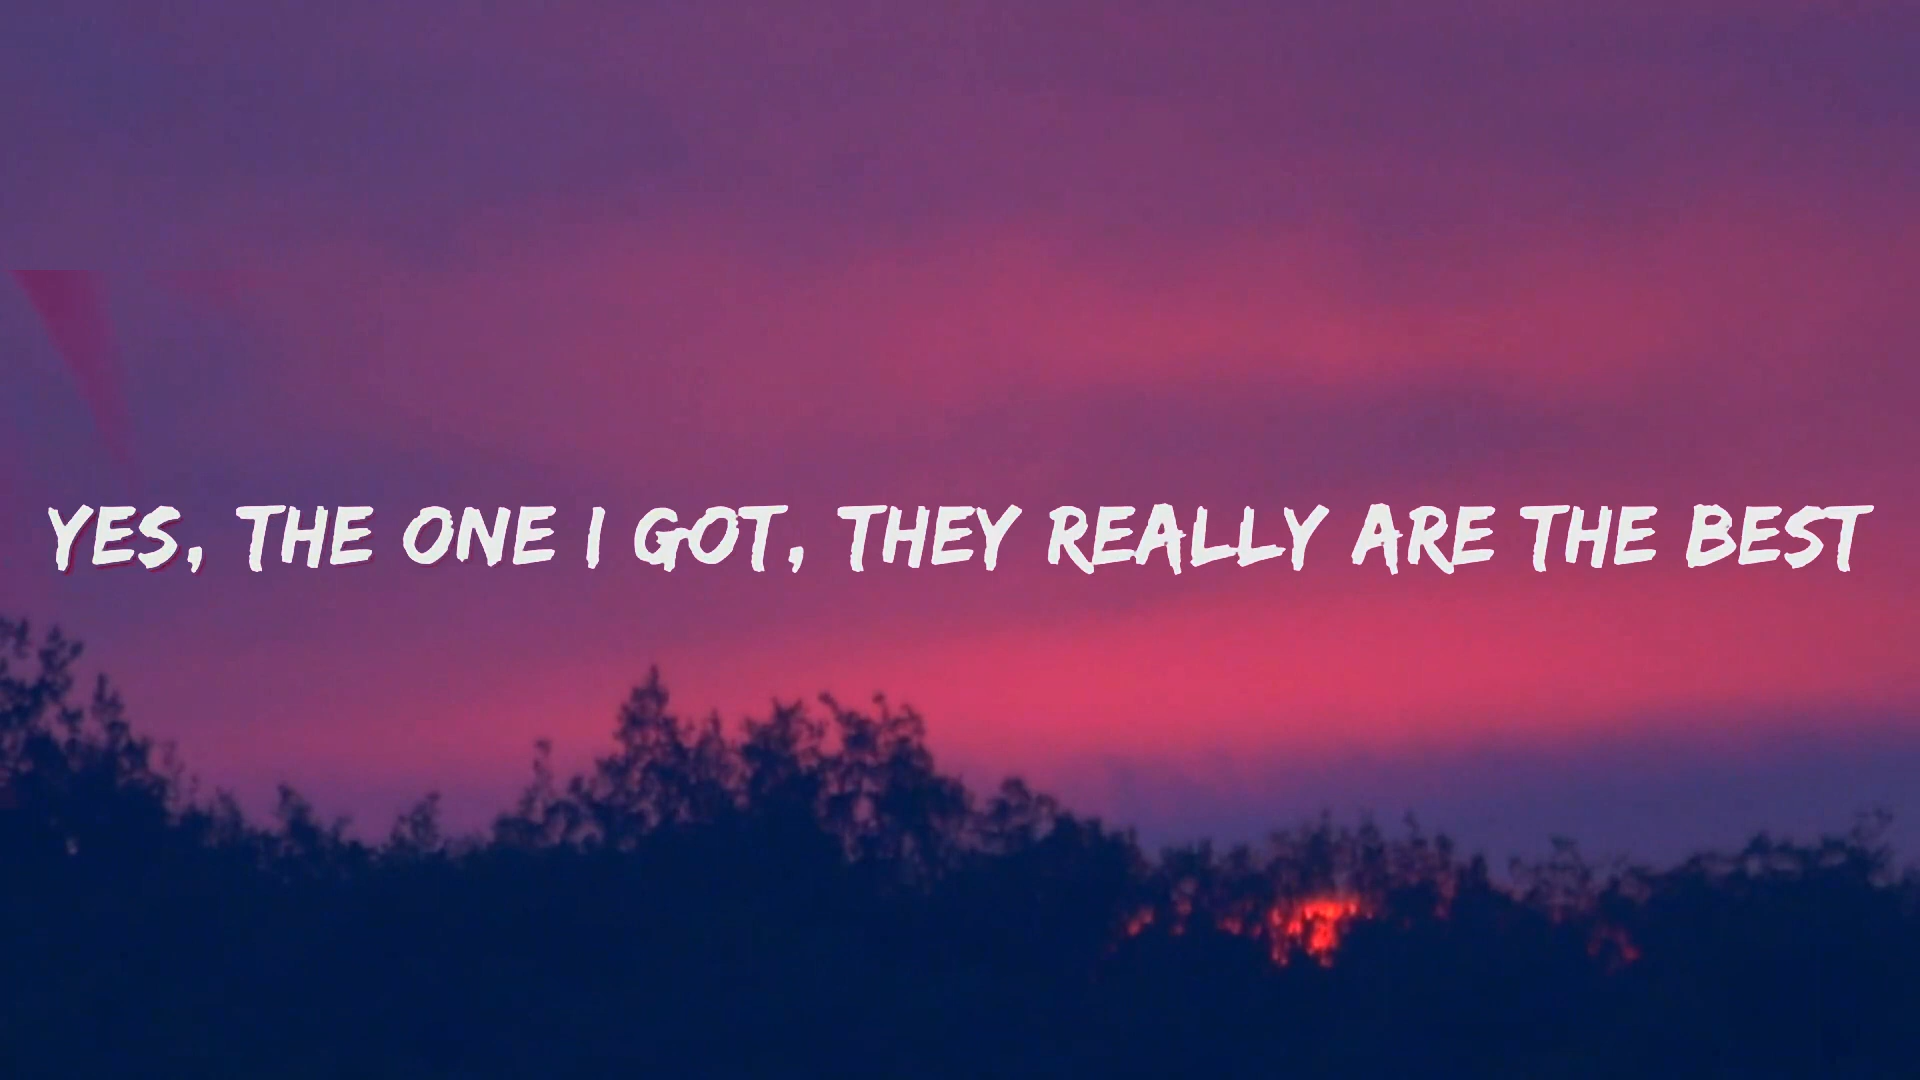 YES, THE ONE I GOT, THEY REALLY ARE THE BEST